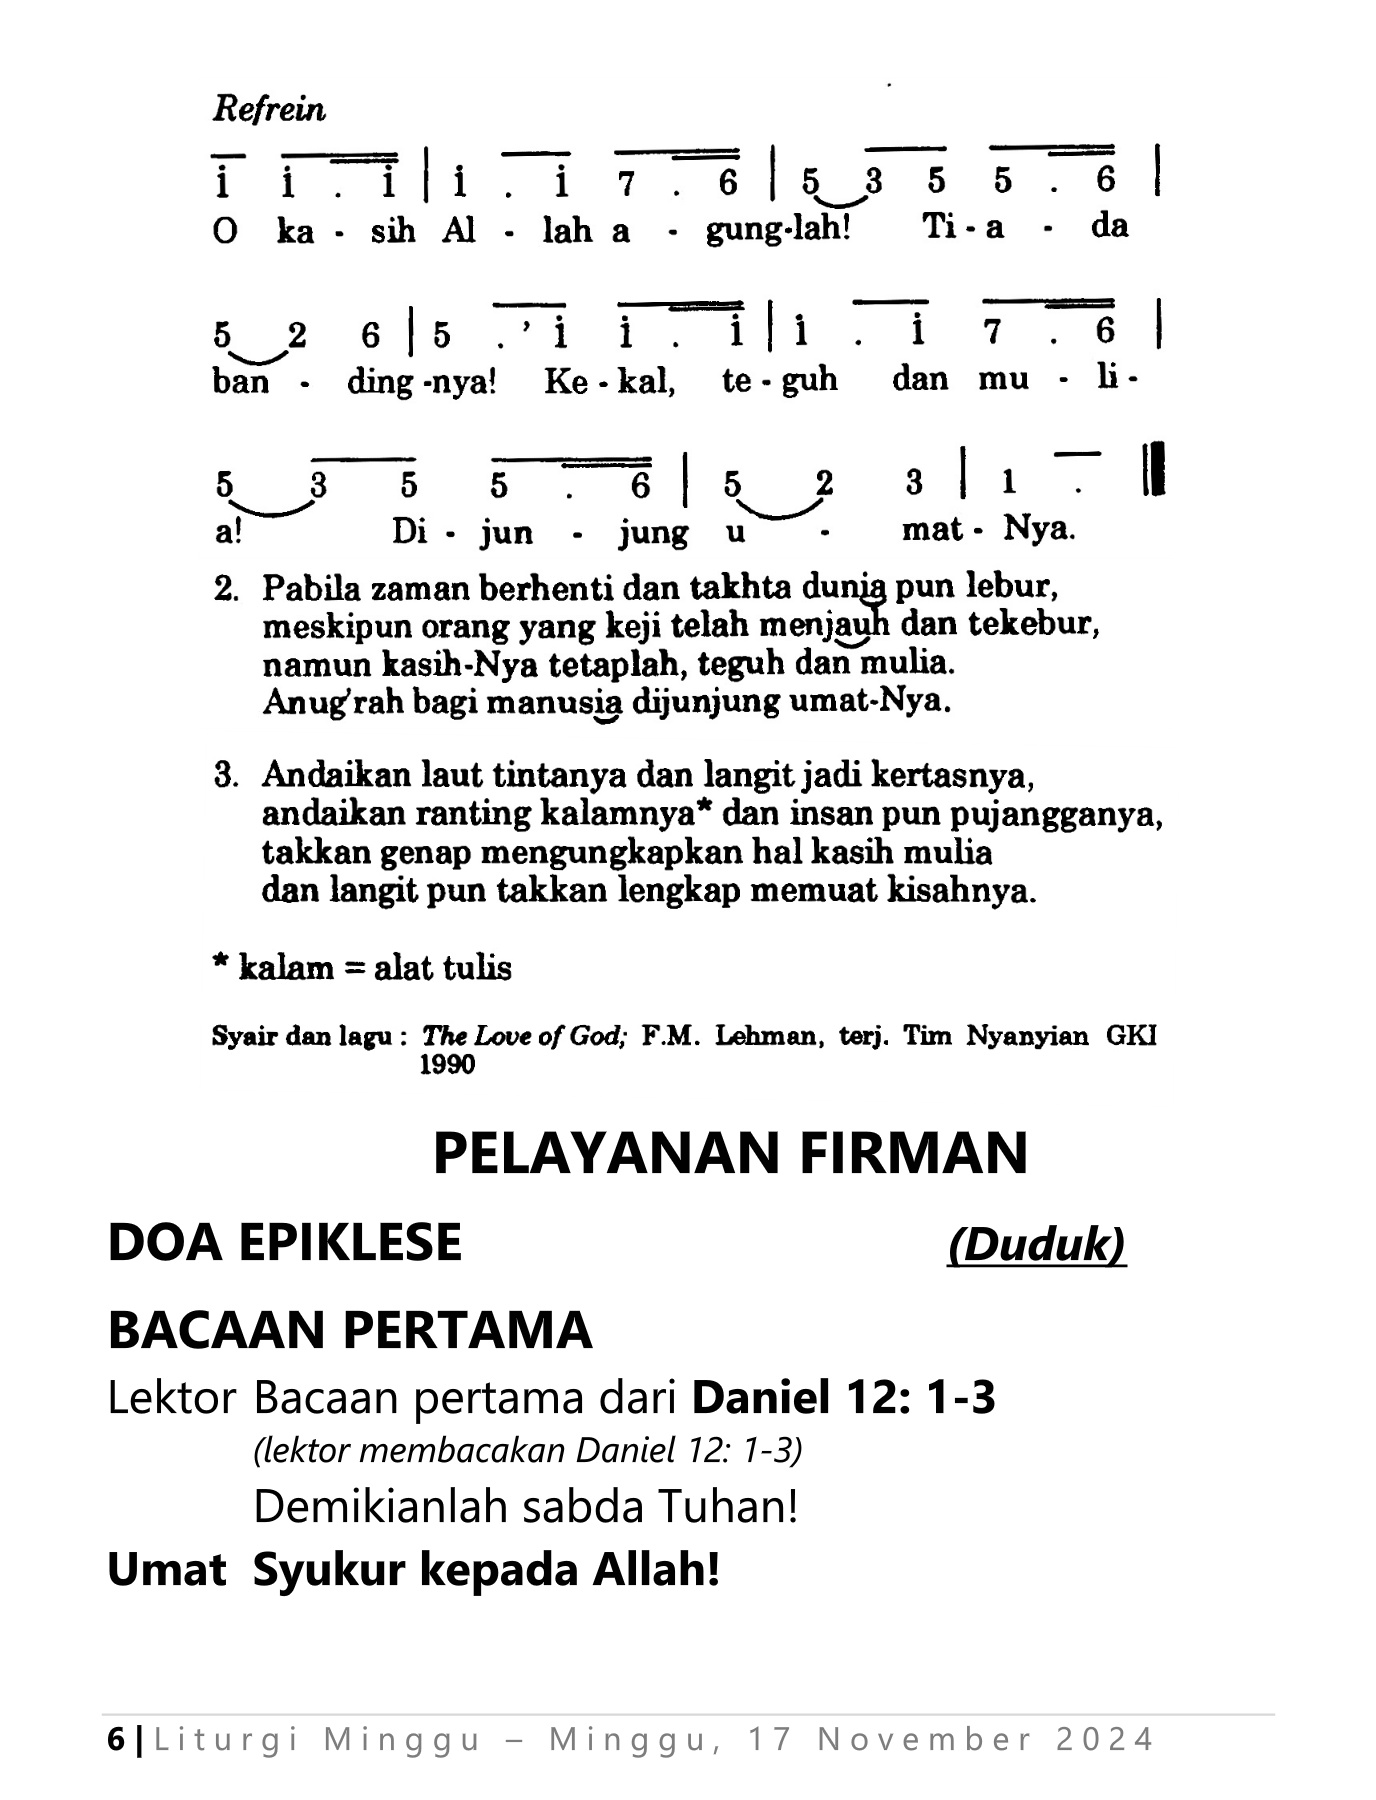 Refrein
i i . i | i . i 7 . 6 | 5 3 5 5 . 6 |
O ka - sih Al - lah a - gung-lah! Ti - a - da
5 2 6 | 5 . ’ i i . i | i . i 7 . 6 |
ban - ding -nya! Ke - kal, te - guh dan mu - li -
5 3 5 5 . 6 | 5 2 3 | 1 . ||
a! Di - jun - jung u - mat - Nya.
2. Pabila zaman berhenti dan takhta dunia pun lebur,
meskipun orang yang keji telah menjauh dan tekebur,
namun kasih-Nya tetaplah, teguh dan mulia.
Anug'rah bagi manusia dijunjung umat-Nya.
3. Andaikan laut tintanya dan langit jadi kertasnya,
andaikan ranting kalamnya* dan insan pun pujangganya,
takkan genap mengungkapkan hal kasih mulia
dan langit pun takkan lengkap memuat kisahnya.
* kalam = alat tulis
Syair dan lagu : The Love of God; F.M. Lehman, terj. Tim Nyanyian GKI
1990
PELAYANAN FIRMAN
DOA EPIKLESE (Duduk)
BACAAN PERTAMA
Lektor Bacaan pertama dari Daniel 12: 1-3
(lektor membacakan Daniel 12: 1-3)
Demikianlah sabda Tuhan!
Umat Syukur kepada Allah!
6 | Liturgi Minggu – Minggu, 17 November 2024